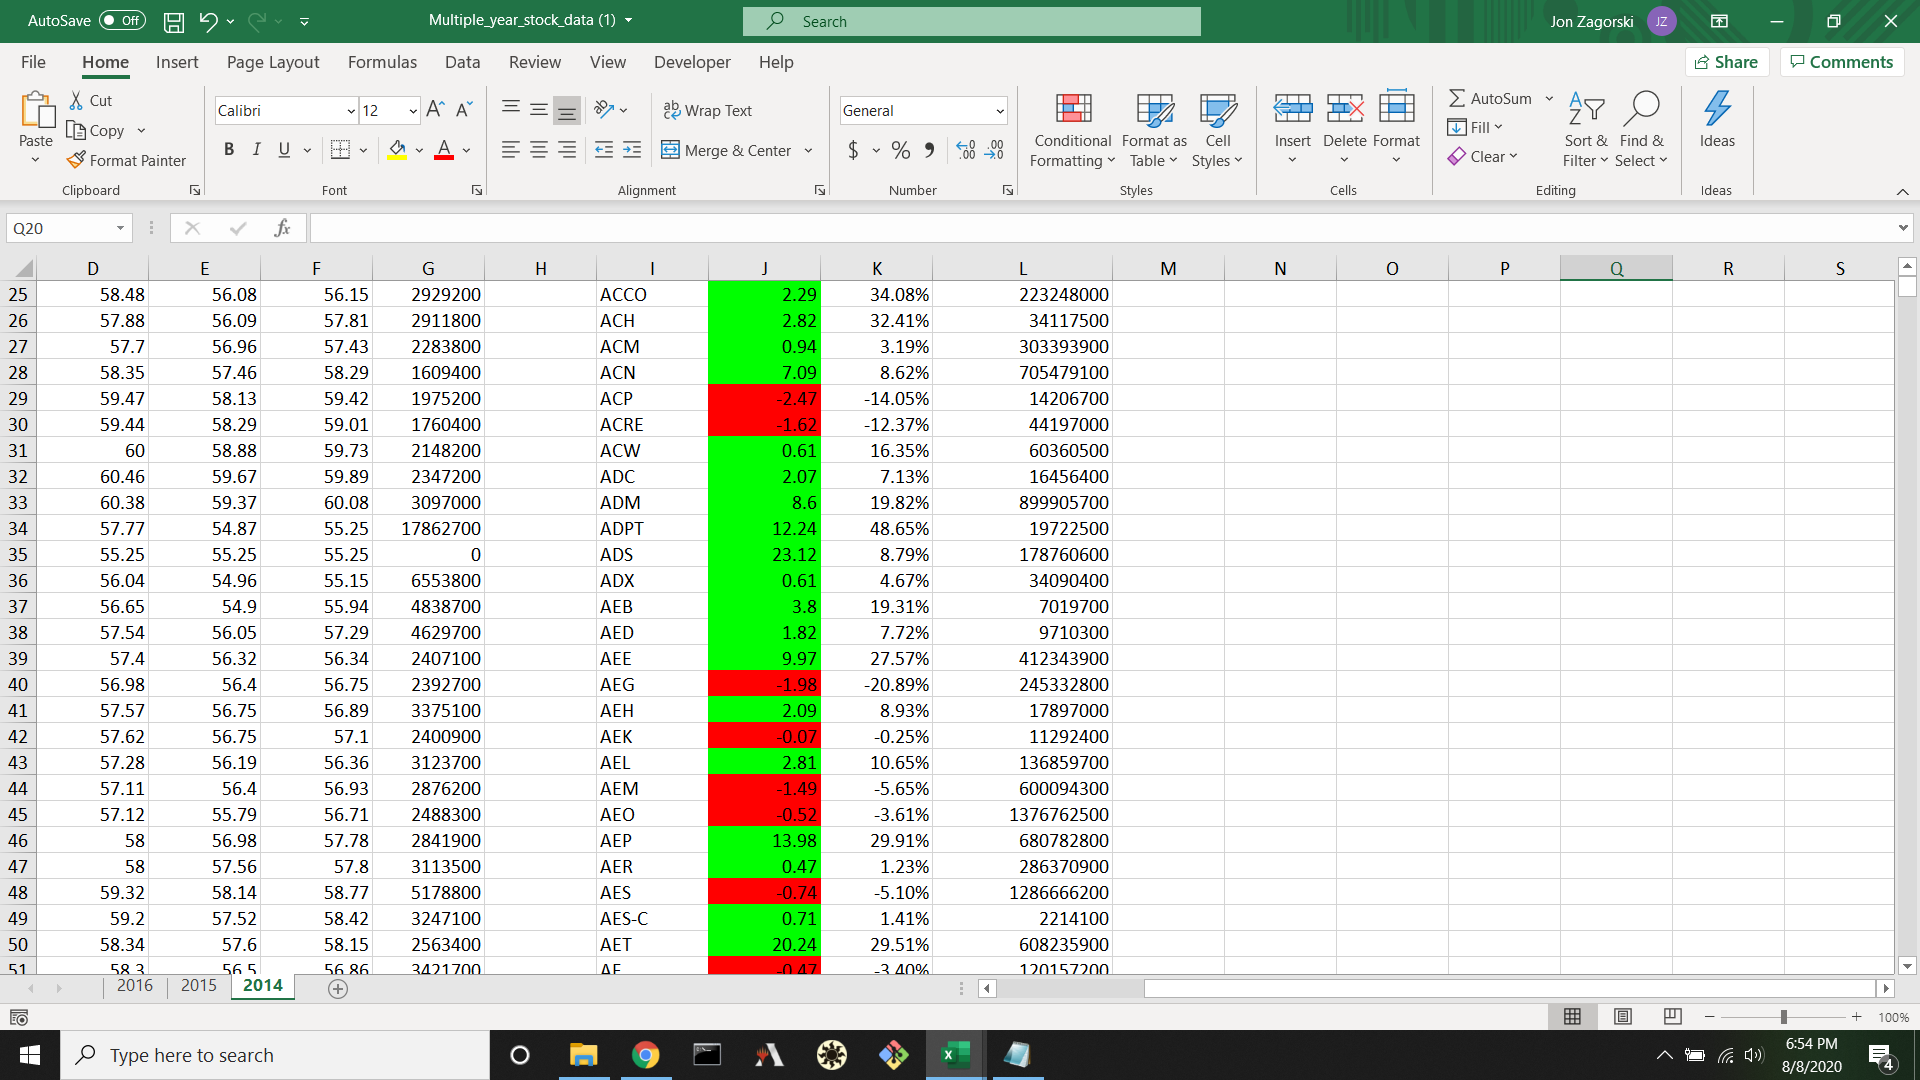 AutoSave Off Multiple_year_stock_data (1) Search Jon Zagorski JZ
File Home Insert Page Layout Formulas Data Review View Developer Help Share Comments
Paste Cut Copy Format Painter Clipboard
Calibri 12 A A B I U A Font
ab Wrap Text Merge & Center Alignment
General $ % Number
Conditional Formatting Format as Table Cell Styles Styles
Insert Delete Format Cells
AutoSum Fill Clear Sort & Filter Find & Select Editing
Ideas Ideas
Q20 fx
D E F G H I J K L M N O P Q R S
25 58.48 56.08 56.15 2929200 ACCO 2.29 34.08% 223248000
26 57.88 56.09 57.81 2911800 ACH 2.82 32.41% 34117500
27 57.7 56.96 57.43 2283800 ACM 0.94 3.19% 303393900
28 58.35 57.46 58.29 1609400 ACN 7.09 8.62% 705479100
29 59.47 58.13 59.42 1975200 ACP -2.47 -14.05% 14206700
30 59.44 58.29 59.01 1760400 ACRE -1.62 -12.37% 44197000
31 60 58.88 59.73 2148200 ACW 0.61 16.35% 60360500
32 60.46 59.67 59.89 2347200 ADC 2.07 7.13% 16456400
33 60.38 59.37 60.08 3097000 ADM 8.6 19.82% 899905700
34 57.77 54.87 55.25 17862700 ADPT 12.24 48.65% 19722500
35 55.25 55.25 55.25 0 ADS 23.12 8.79% 178760600
36 56.04 54.96 55.15 6553800 ADX 0.61 4.67% 34090400
37 56.65 54.9 55.94 4838700 AEB 3.8 19.31% 7019700
38 57.54 56.05 57.29 4629700 AED 1.82 7.72% 9710300
39 57.4 56.32 56.34 2407100 AEE 9.97 27.57% 412343900
40 56.98 56.4 56.75 2392700 AEG -1.98 -20.89% 245332800
41 57.57 56.75 56.89 3375100 AEH 2.09 8.93% 17897000
42 57.62 56.75 57.1 2400900 AEK -0.07 -0.25% 11292400
43 57.28 56.19 56.36 3123700 AEL 2.81 10.65% 136859700
44 57.11 56.4 56.93 2876200 AEM -1.49 -5.65% 600094300
45 57.12 55.79 56.71 2488300 AEO -0.52 -3.61% 1376762500
46 58 56.98 57.78 2841900 AEP 13.98 29.91% 680782800
47 58 57.56 57.8 3113500 AER 0.47 1.23% 286370900
48 59.32 58.14 58.77 5178800 AES -0.74 -5.10% 1286666200
49 59.2 57.52 58.42 3247100 AES-C 0.71 1.41% 2214100
50 58.34 57.6 58.15 2563400 AET 20.24 29.51% 608235900
51 58.3 56.5 56.86 3421700 AF -0.47 -3.40% 120157200
2016 2015 2014
100%
Type here to search 6:54 PM
8/8/2020 4